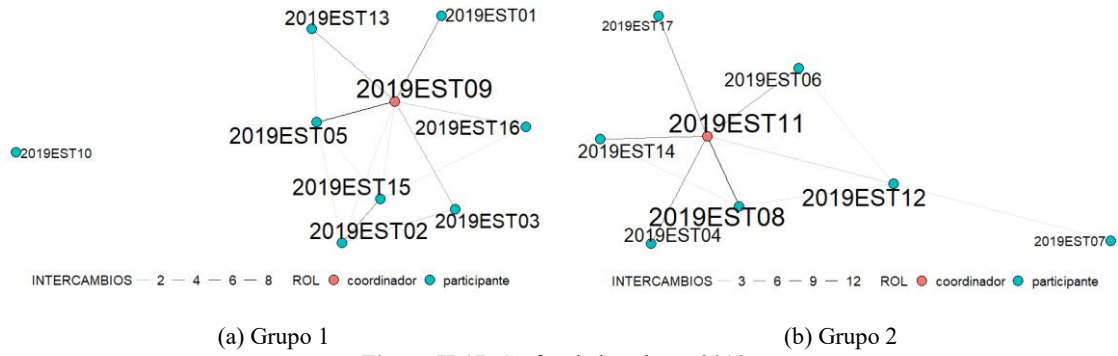 2019EST13
2019EST01
2019EST09
2019EST05
2019EST16
2019EST10
2019EST15
2019EST02
2019EST03
INTERCAMBIOS 2 4 6 8 ROL coordinador participante
(a) Grupo 1
2019EST17
2019EST06
2019EST11
2019EST14
2019EST12
2019EST08
2019EST04
2019EST07
INTERCAMBIOS 3 6 9 12 ROL coordinador participante
(b) Grupo 2